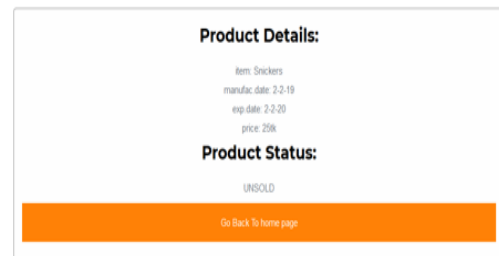 Product Details:
item: Snickers
manufac.date: 2-2-19
exp.date: 2-2-20
price: 25tk
Product Status:
UNSOLD
Go Back To home page